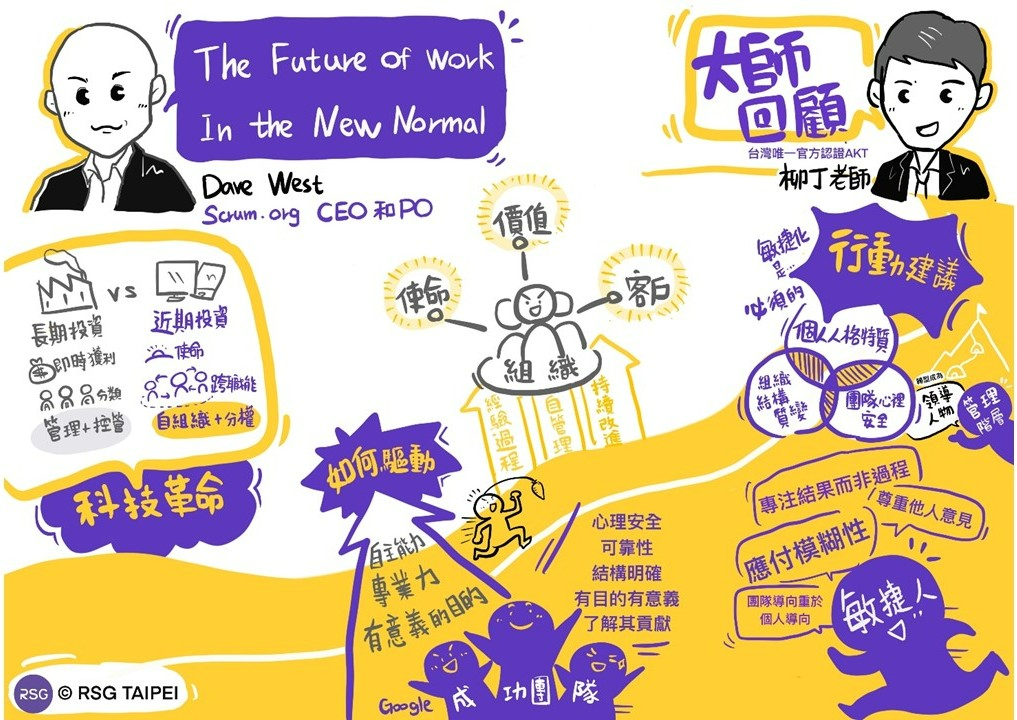 The Future of Work
In the New Normal
Dave West
Scrum.org CEO和PO
大師
回顧
台灣唯一官方認證AKT
柳丁老師
vs
長期投資
近期投資
即時獲利
使命
分類
跨職能
管理+控管
自組織+分權
科技革命
價值
使命
客戶
組織
經驗過程
自管理
持續改進
如何驅動
自主能力
專業力
有意義的目的
心理安全
可靠性
結構明確
有目的有意義
了解其貢獻
Google
成功團隊
敏捷化
是...
必須的
行動建議
個人人格特質
組織
結構
質變
團隊心裡
安全
轉型成為
領導
人物
管理
階層
專注結果而非過程
尊重他人意見
應付模糊性
團隊導向重於
個人導向
敏捷人
RSG © RSG TAIPEI